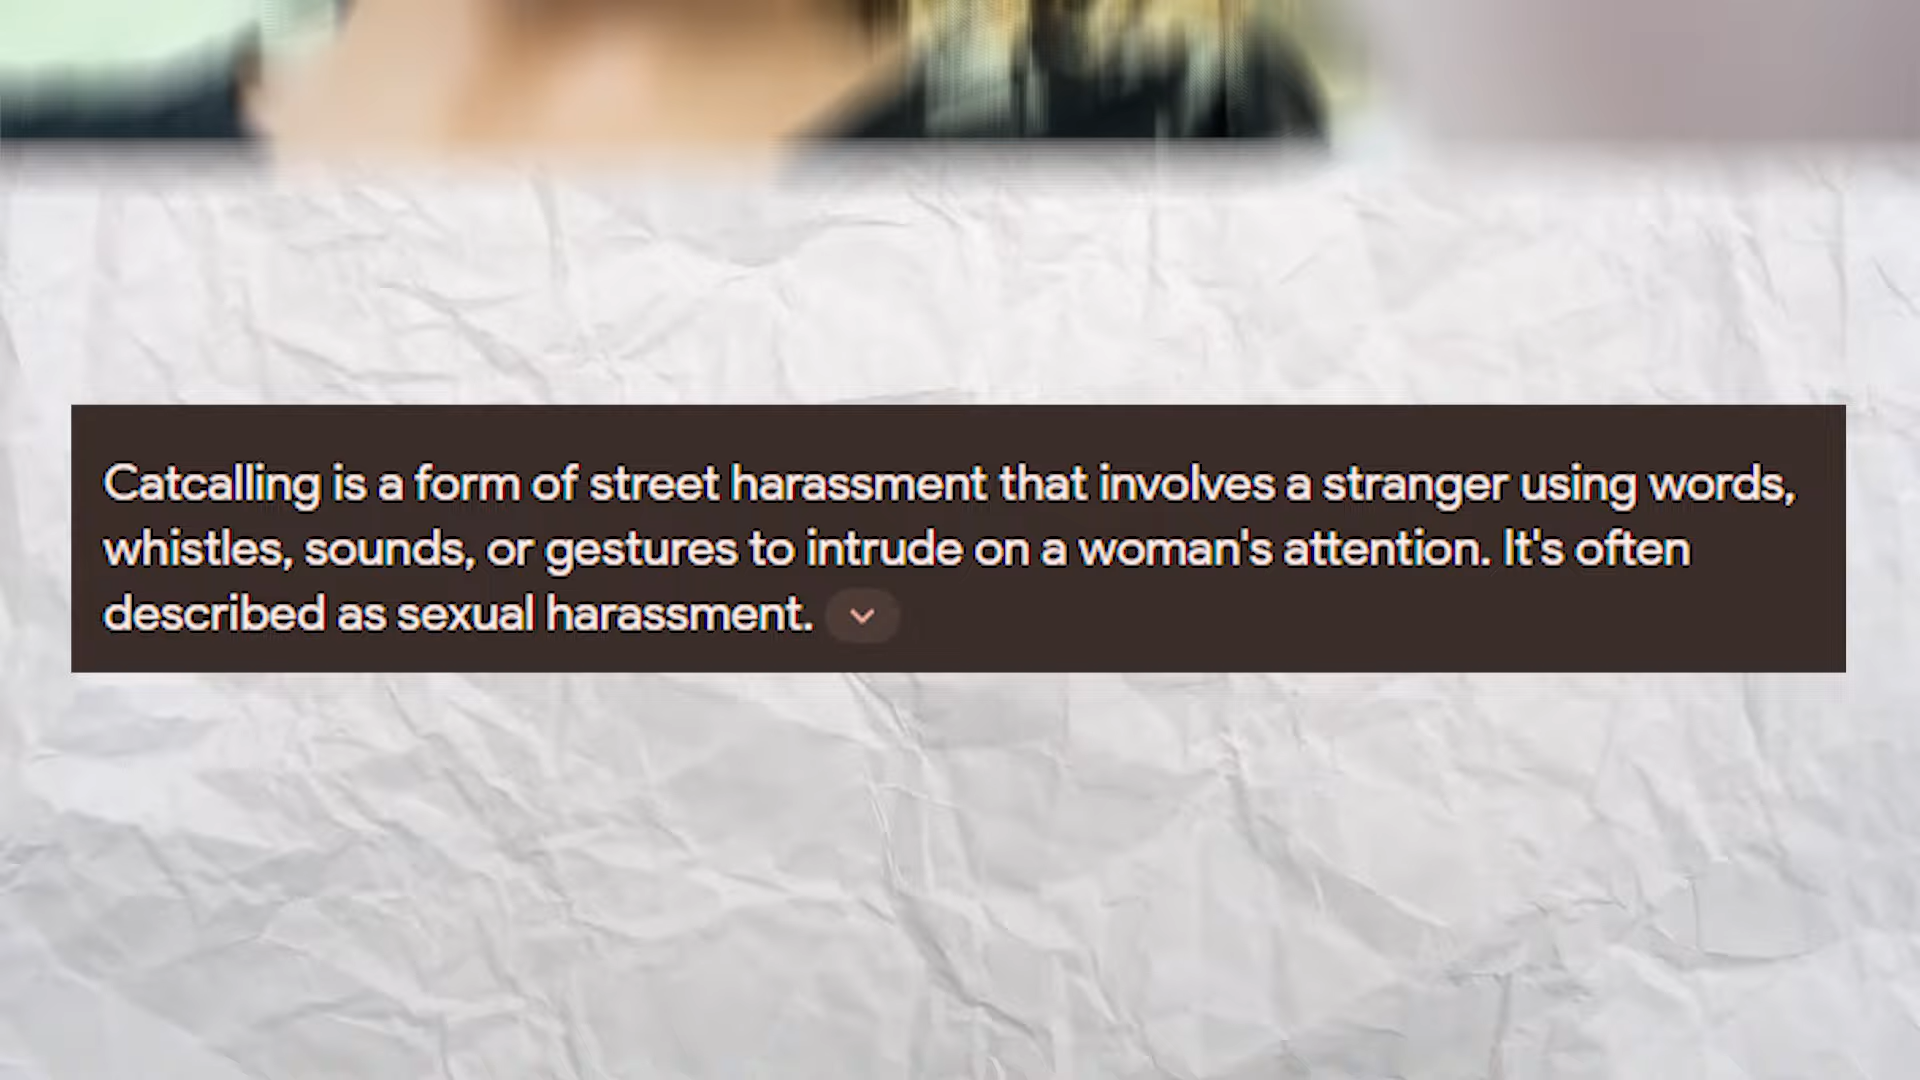 Catcalling is a form of street harassment that involves a stranger using words,
whistles, sounds, or gestures to intrude on a woman's attention. It's often
described as sexual harassment.